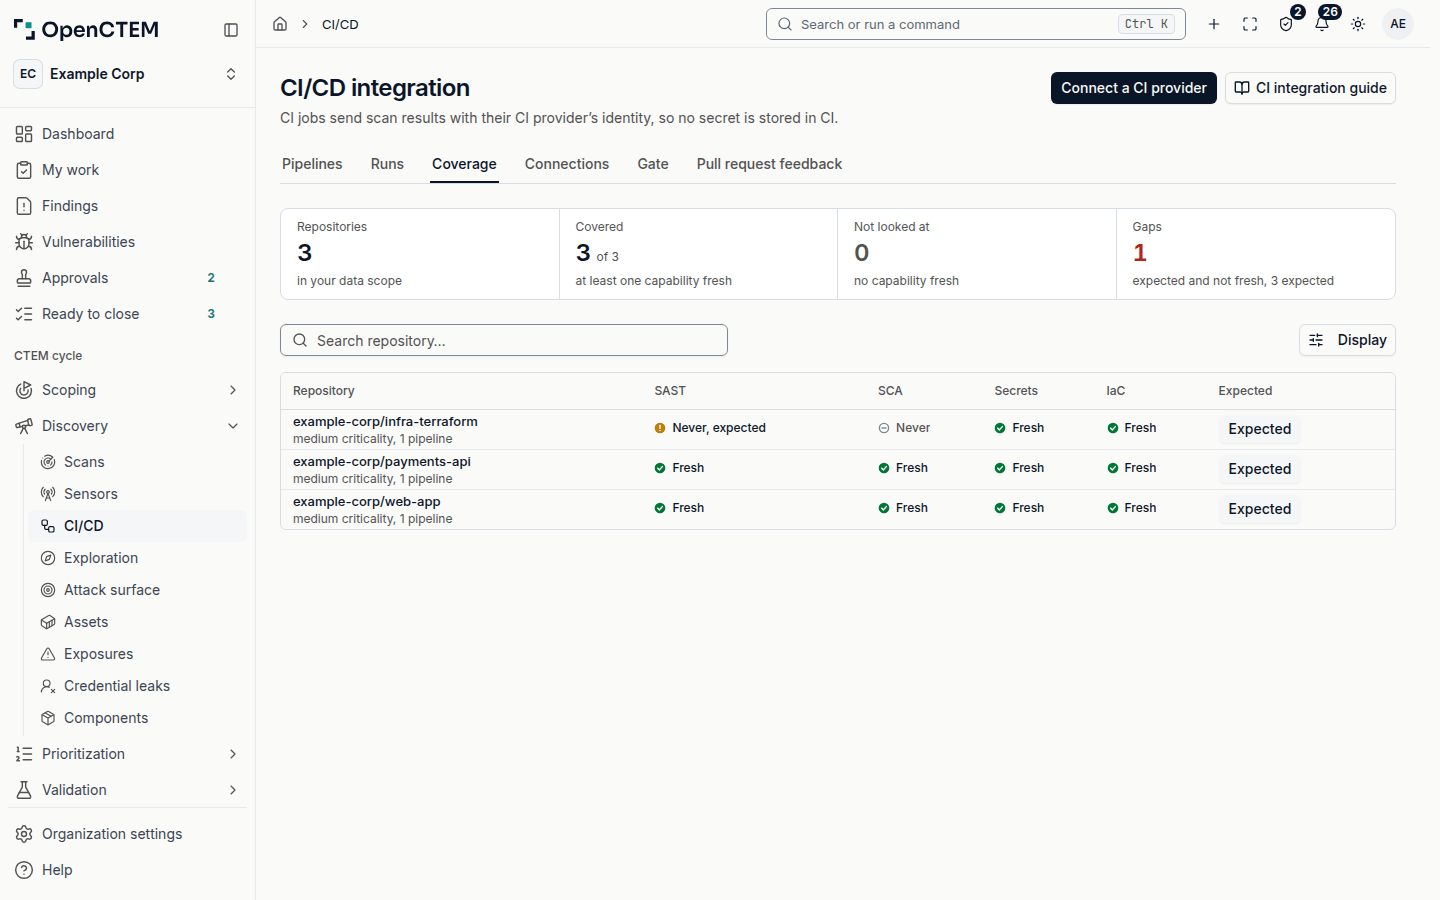 OpenCTEM
EC Example Corp
Dashboard
My work
Findings
Vulnerabilities
Approvals 2
Ready to close 3
CTEM cycle
Scoping
Discovery
Scans
Sensors
CI/CD
Exploration
Attack surface
Assets
Exposures
Credential leaks
Components
Prioritization
Validation
Organization settings
Help
CI/CD
Search or run a command Ctrl K
2 26 AE
CI/CD integration
Connect a CI provider CI integration guide
CI jobs send scan results with their CI provider’s identity, so no secret is stored in CI.
Pipelines Runs Coverage Connections Gate Pull request feedback
Repositories
3
in your data scope
Covered
3 of 3
at least one capability fresh
Not looked at
0
no capability fresh
Gaps
1
expected and not fresh, 3 expected
Search repository...
Display
Repository SAST SCA Secrets IaC Expected
example-corp/infra-terraform
medium criticality, 1 pipeline
Never, expected Never Fresh Fresh Expected
example-corp/payments-api
medium criticality, 1 pipeline
Fresh Fresh Fresh Fresh Expected
example-corp/web-app
medium criticality, 1 pipeline
Fresh Fresh Fresh Fresh Expected